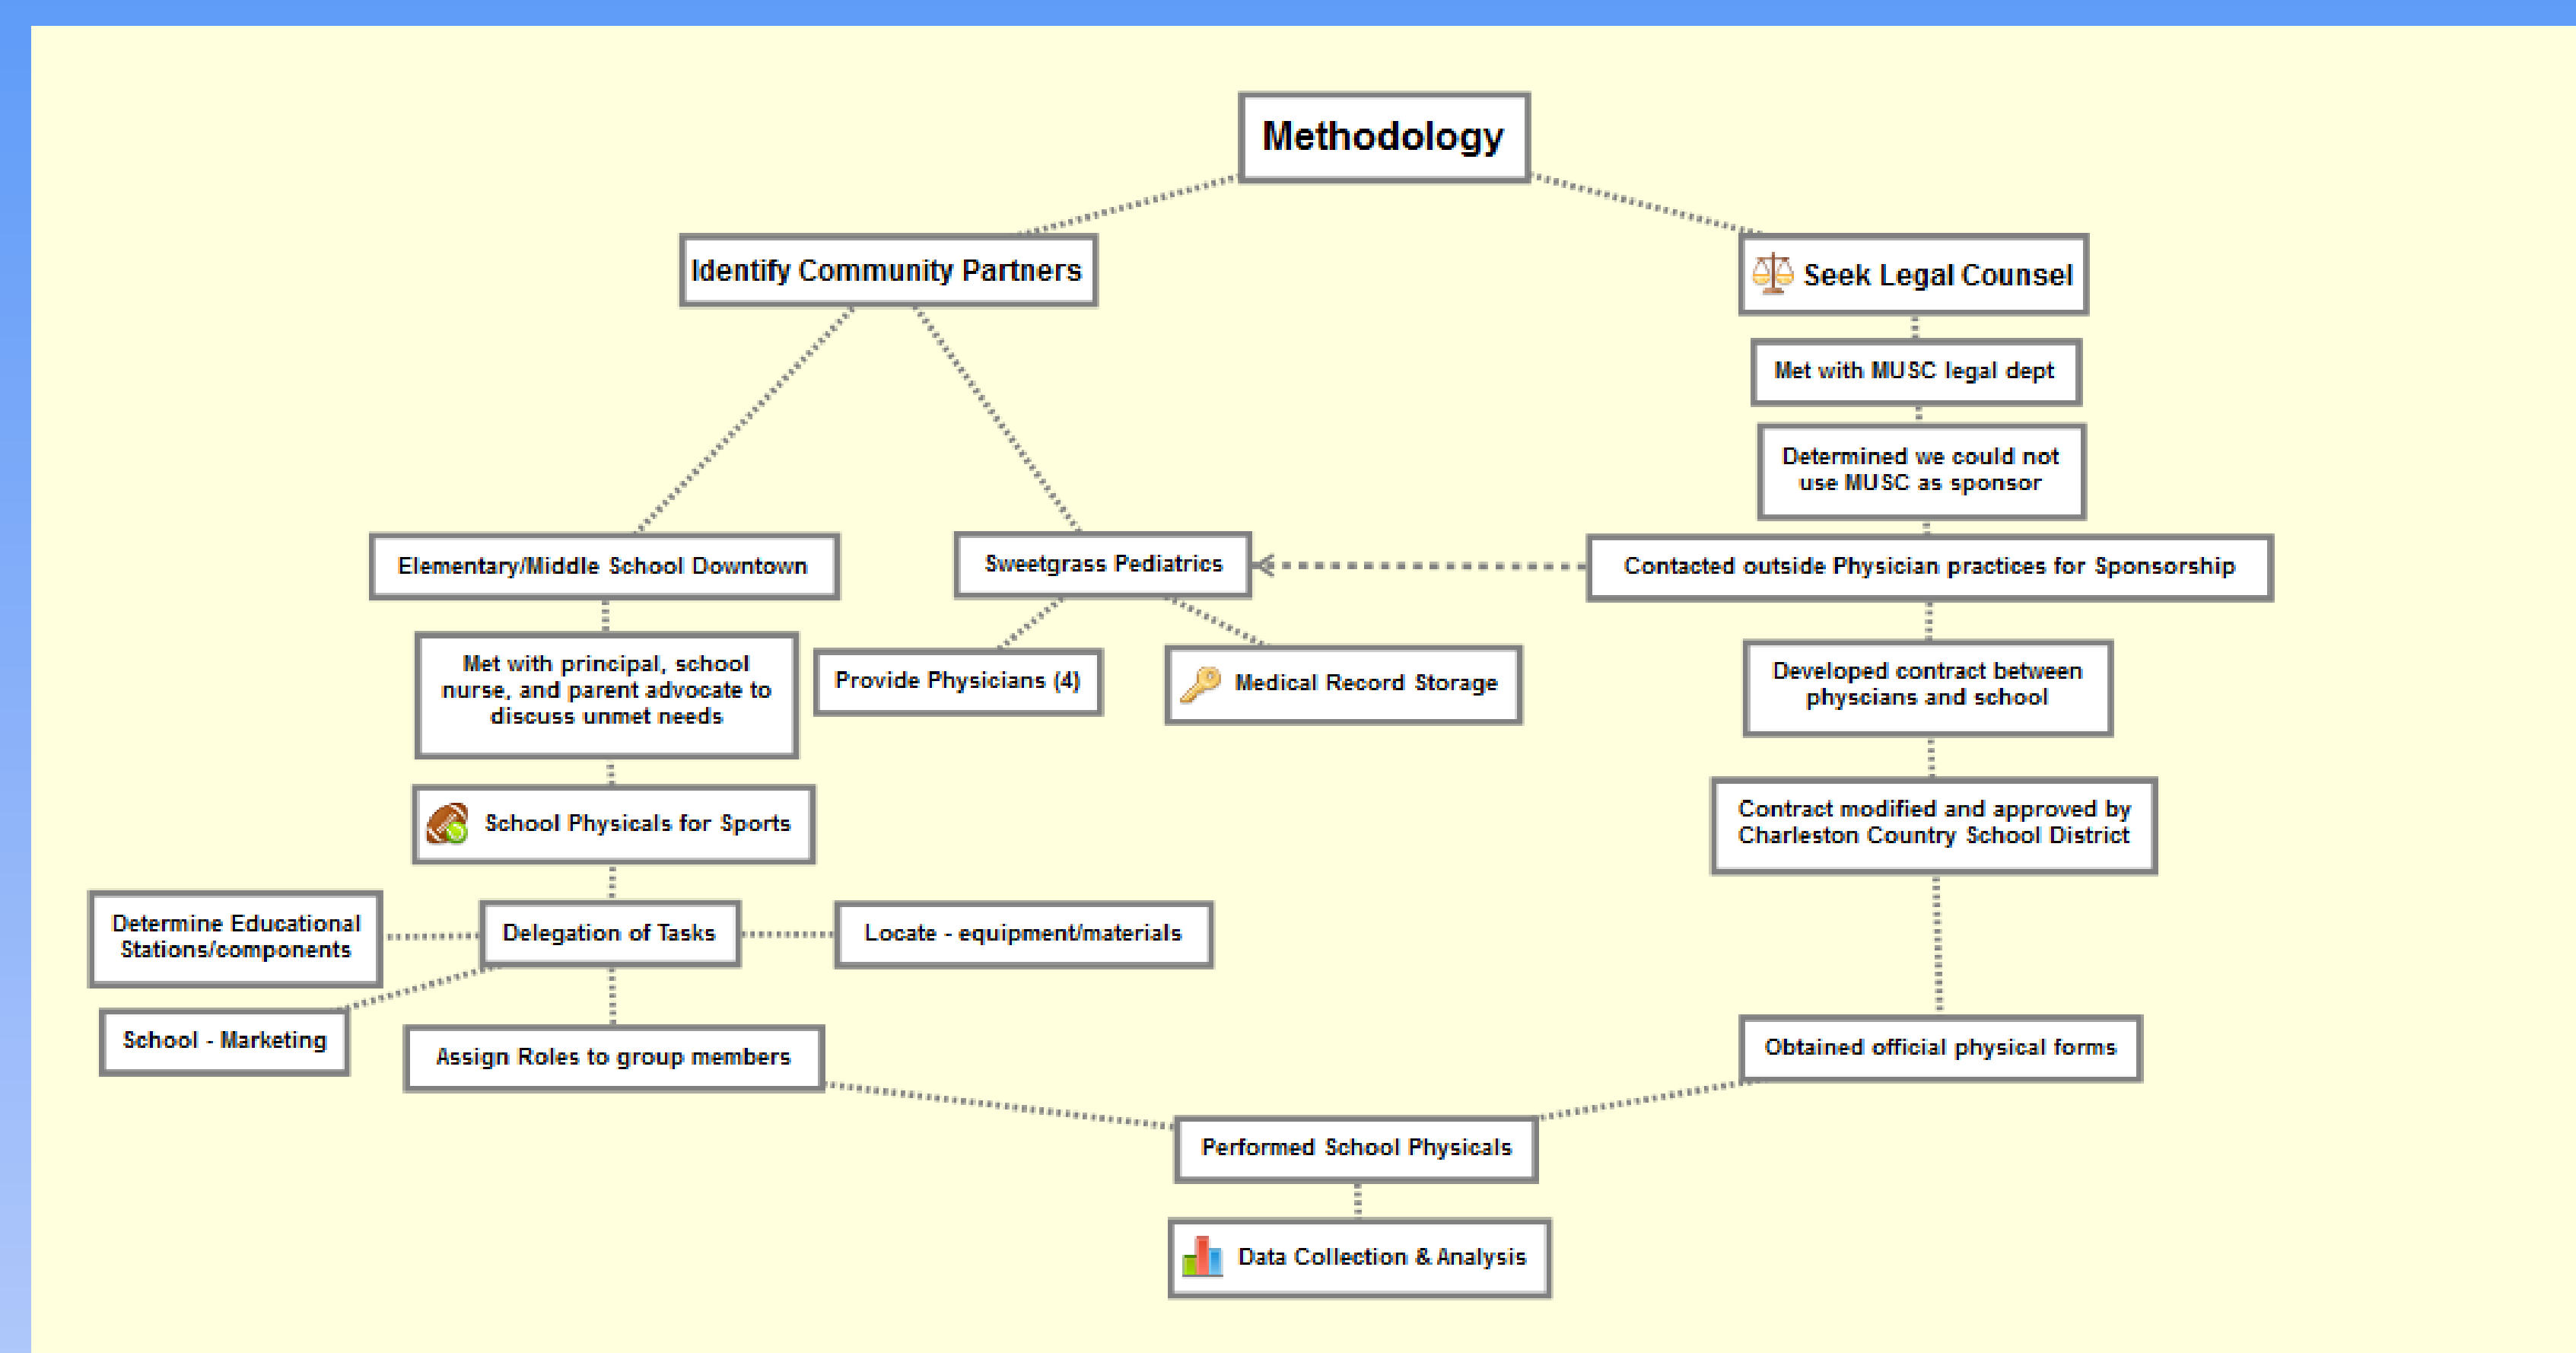 Methodology
Identify Community Partners
Seek Legal Counsel
Met with MUSC legal dept
Determined we could not
use MUSC as sponsor
Elementary/Middle School Downtown
Sweetgrass Pediatrics
Contacted outside Physician practices for Sponsorship
Met with principal, school
nurse, and parent advocate to
discuss unmet needs
Provide Physicians (4)
Medical Record Storage
Developed contract between
physcians and school
School Physicals for Sports
Contract modified and approved by
Charleston Country School District
Determine Educational
Stations/components
Delegation of Tasks
Locate - equipment/materials
School - Marketing
Assign Roles to group members
Obtained official physical forms
Performed School Physicals
Data Collection & Analysis